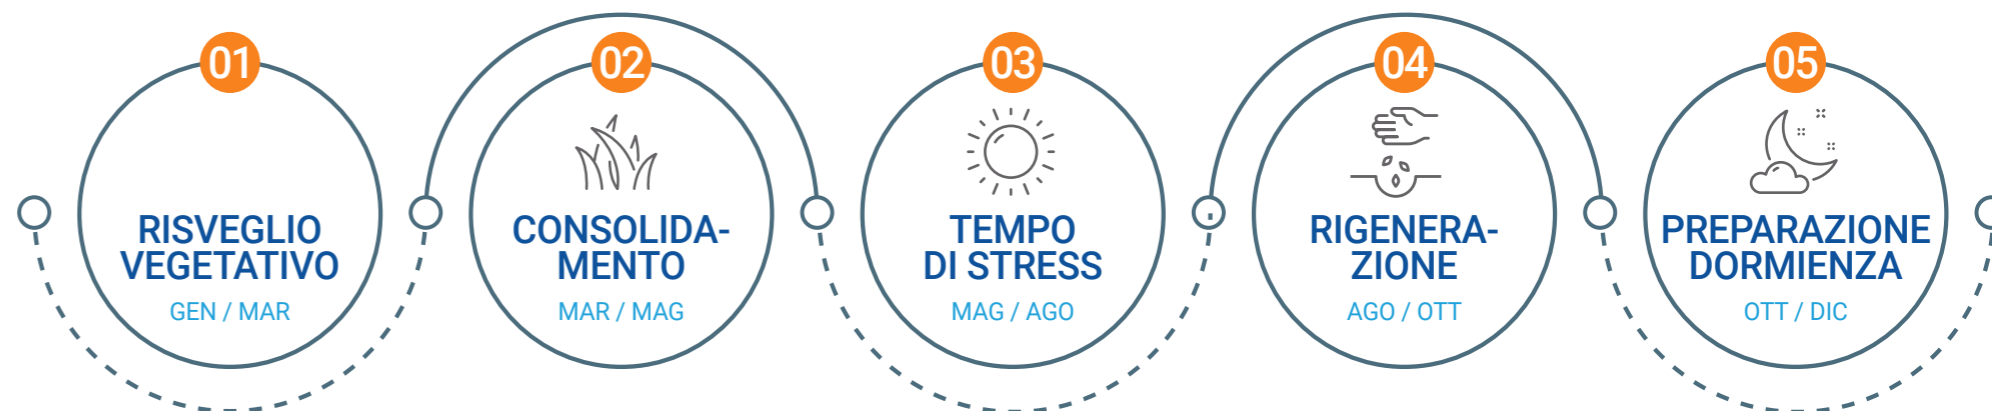 01
RISVEGLIO
VEGETATIVO
GEN / MAR
02
CONSOLIDA-
MENTO
MAR / MAG
03
TEMPO
DI STRESS
MAG / AGO
04
RIGENERA-
ZIONE
AGO / OTT
05
PREPARAZIONE
DORMIENZA
OTT / DIC